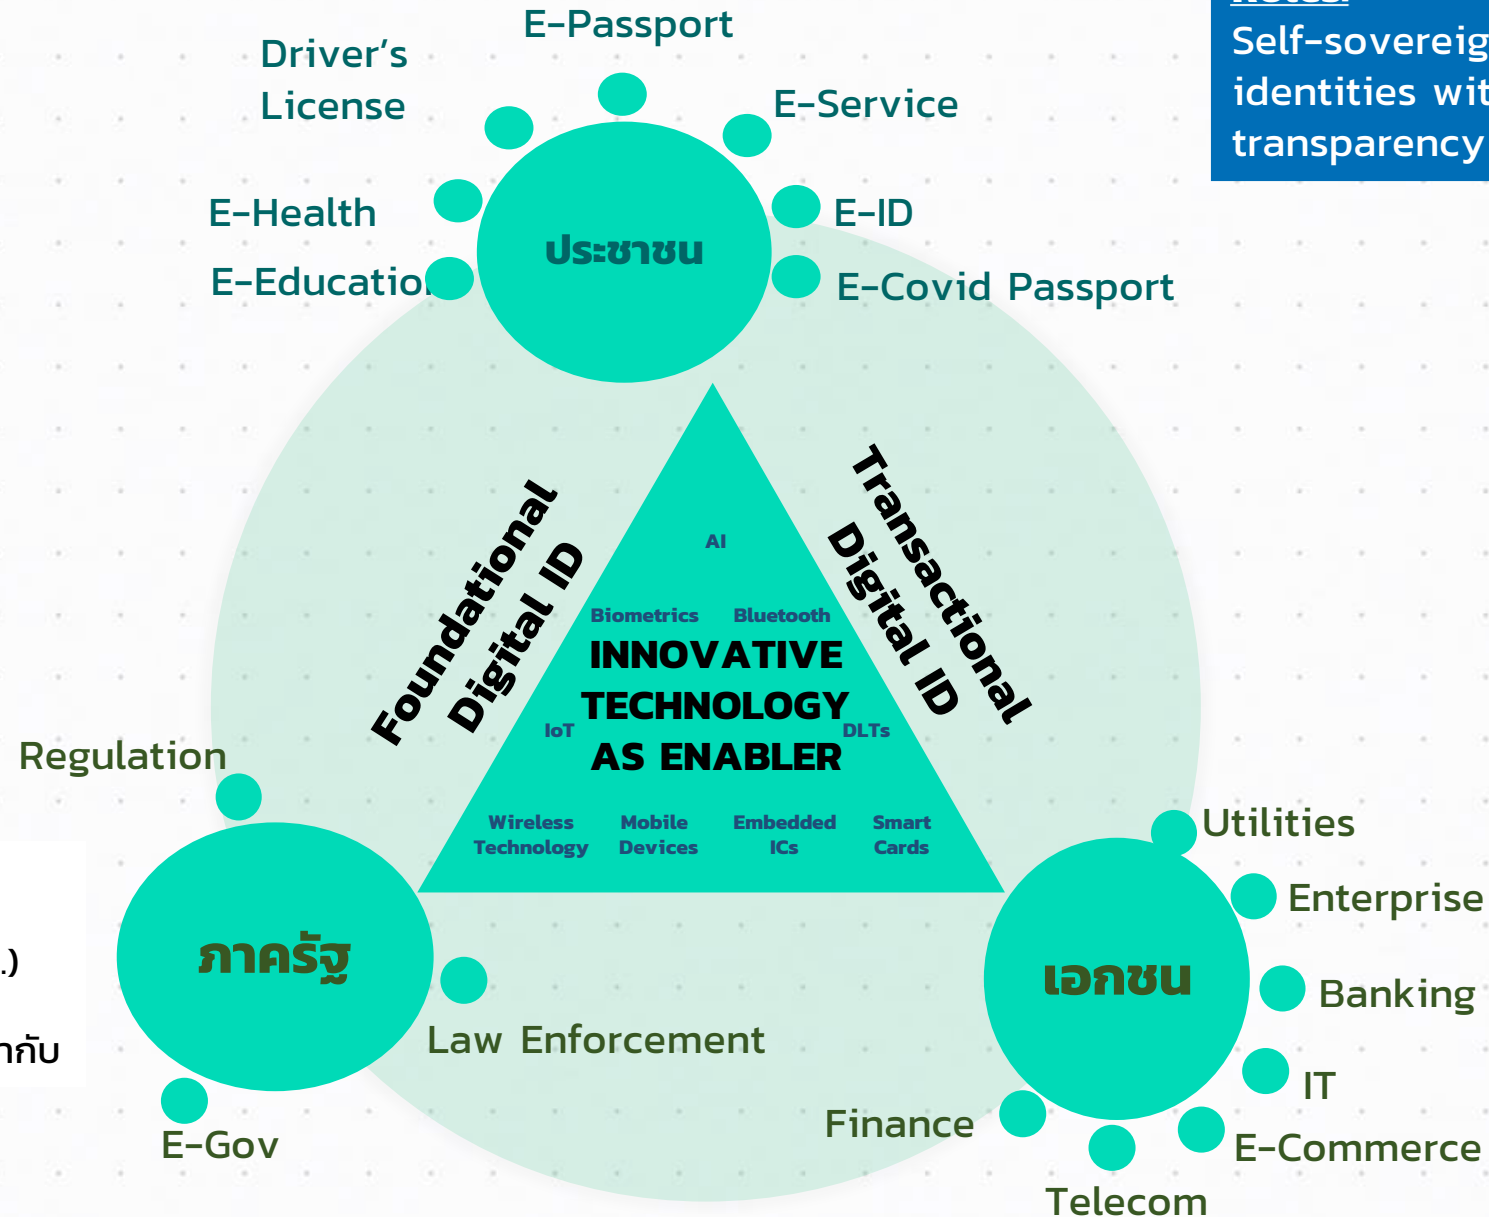 E-Passport
Driver's
License
E-Service
E-Health
E-ID
ประชาชน
E-Education
E-Covid Passport
identities
transparency
Foundational
Digital ID
Transactional
Digital ID
AI
Biometrics
Bluetooth
INNOVATIVE
TECHNOLOGY
AS ENABLER
IoT
DLTs
Wireless
Technology
Mobile
Devices
Embedded
ICs
Smart
Cards
Regulation
ภาครัฐ
Law Enforcement
E-Gov
Utilities
Enterprise
เอกชน
Banking
IT
Finance
E-Commerce
Telecom